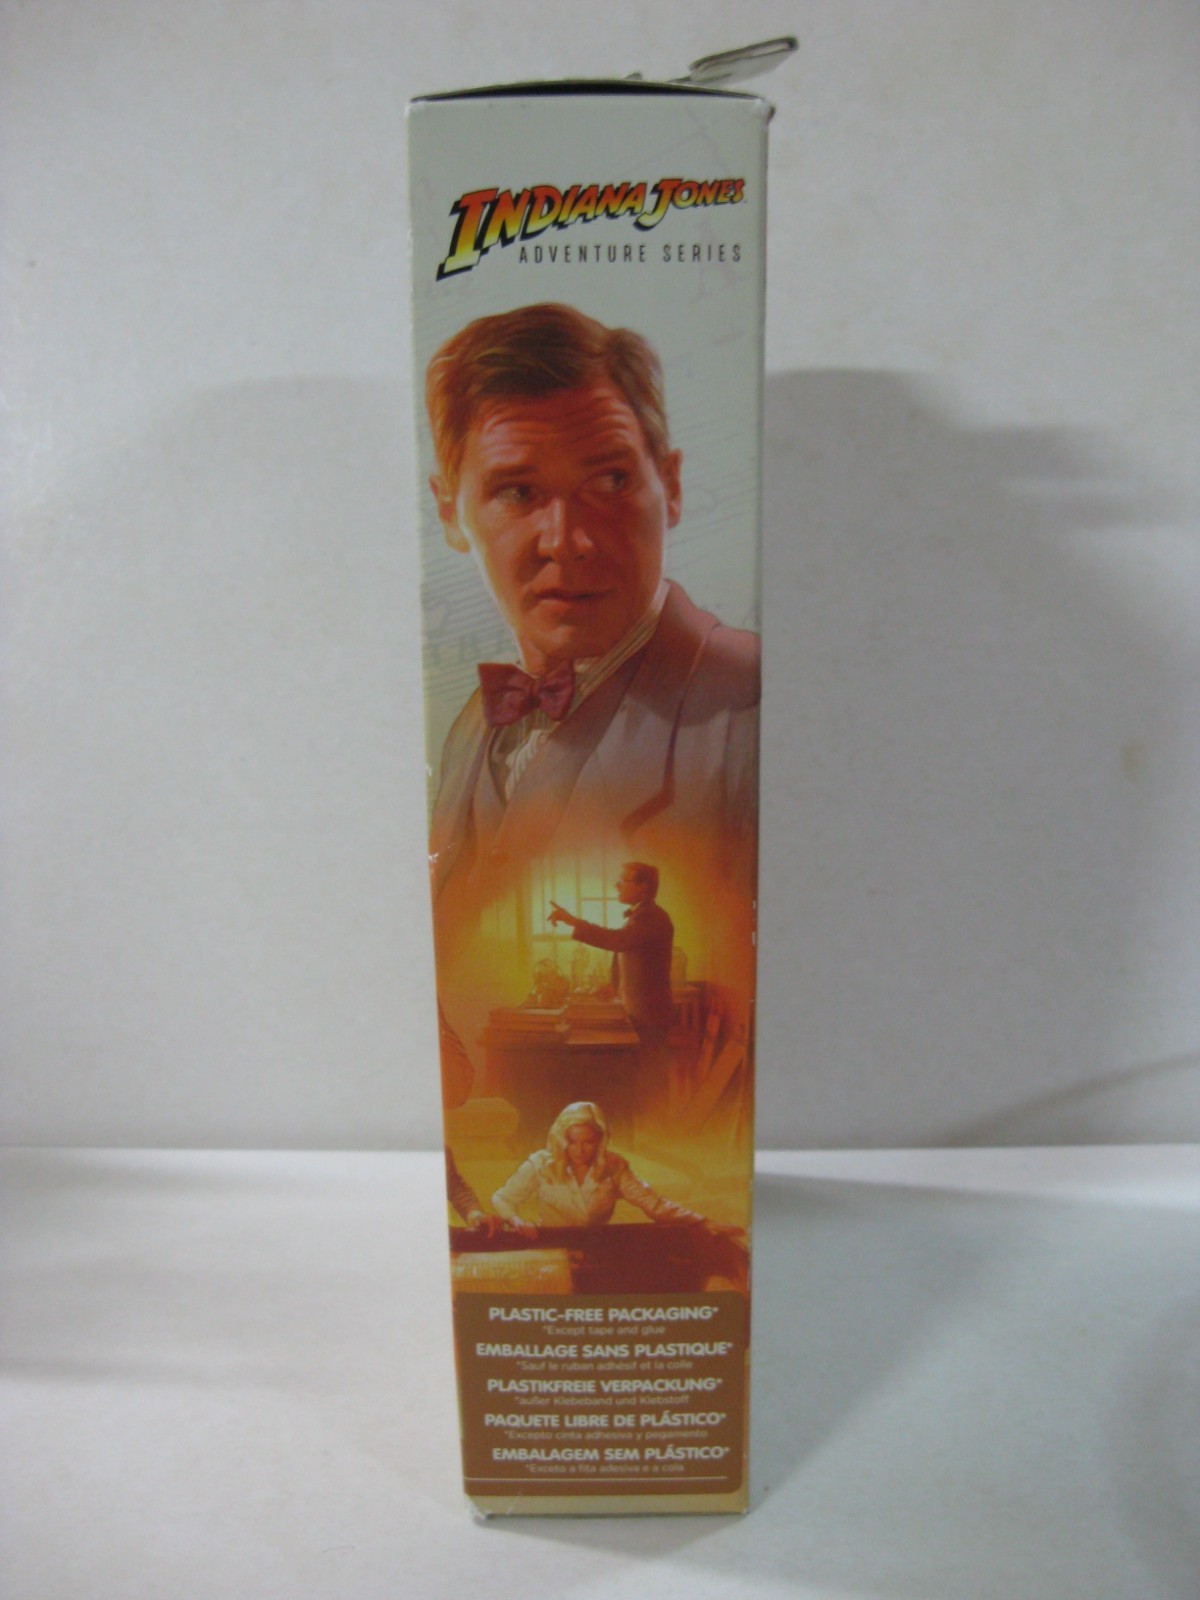 INDIANA JONES
ADVENTURE SERIES
PLASTIC-FREE PACKAGING*
*Except tape and glue
EMBALLAGE SANS PLASTIQUE*
*Sauf le ruban adhésif et la colle
PLASTIKFREIE VERPACKUNG*
*außer Klebeband und Klebstoff
PAQUETE LIBRE DE PLÁSTICO*
*Excepto cinta adhesiva y pegamento
EMBALAGEM SEM PLÁSTICO*
*Exceto a fita adesiva e a cola